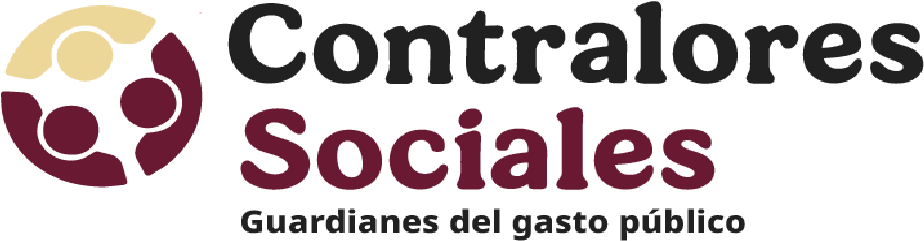 Contralores
Sociales
Guardianes del gasto público